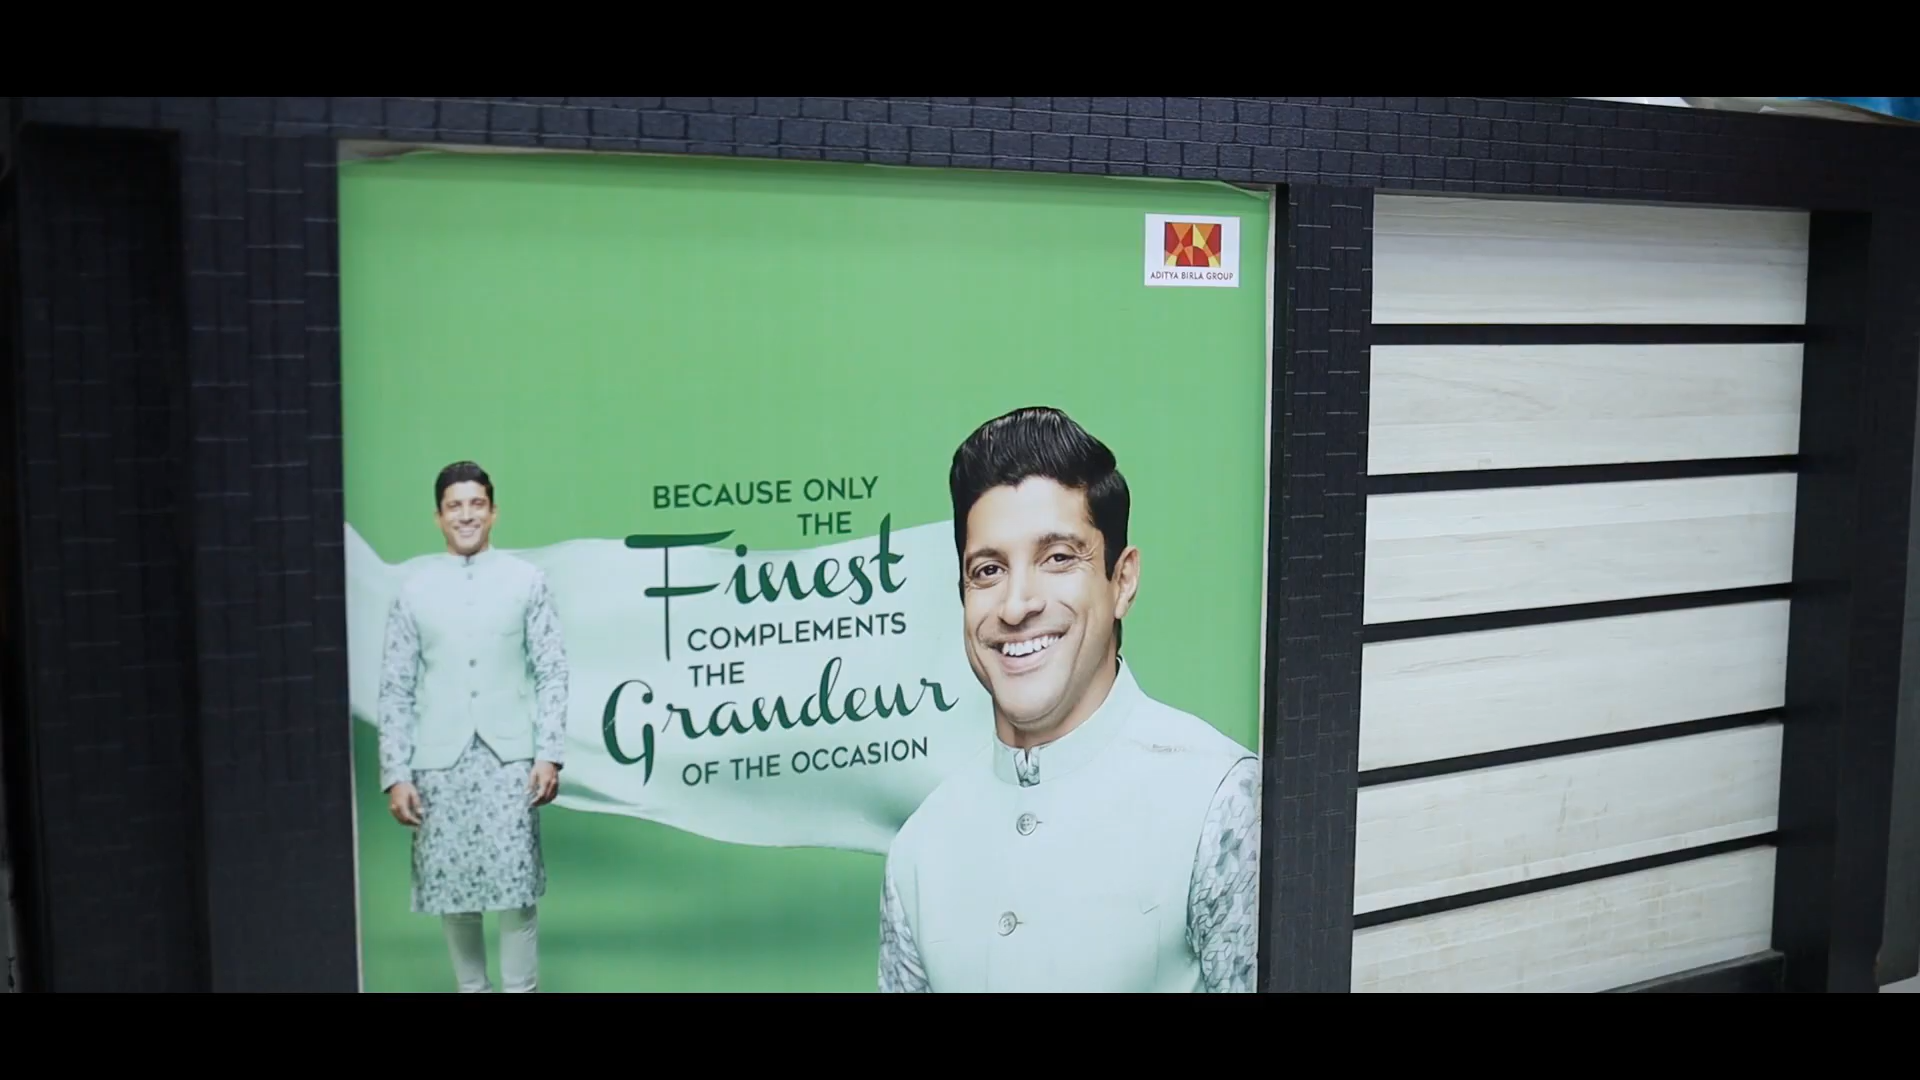 ADITYA BIRLA GROUP
BECAUSE ONLY
THE
Finest
COMPLEMENTS
THE
Grandeur
OF THE OCCASION